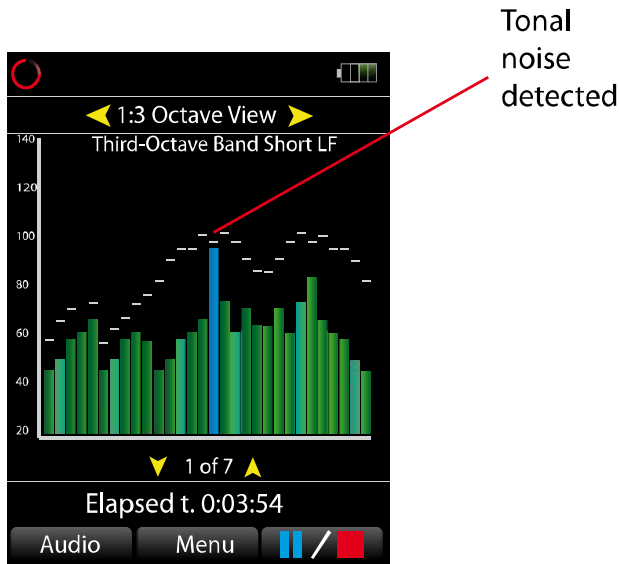 Tonal
noise
detected
1:3 Octave View
Third-Octave Band Short LF
140
120
100
80
60
40
20
1 of 7
Elapsed t. 0:03:54
Audio
Menu
/